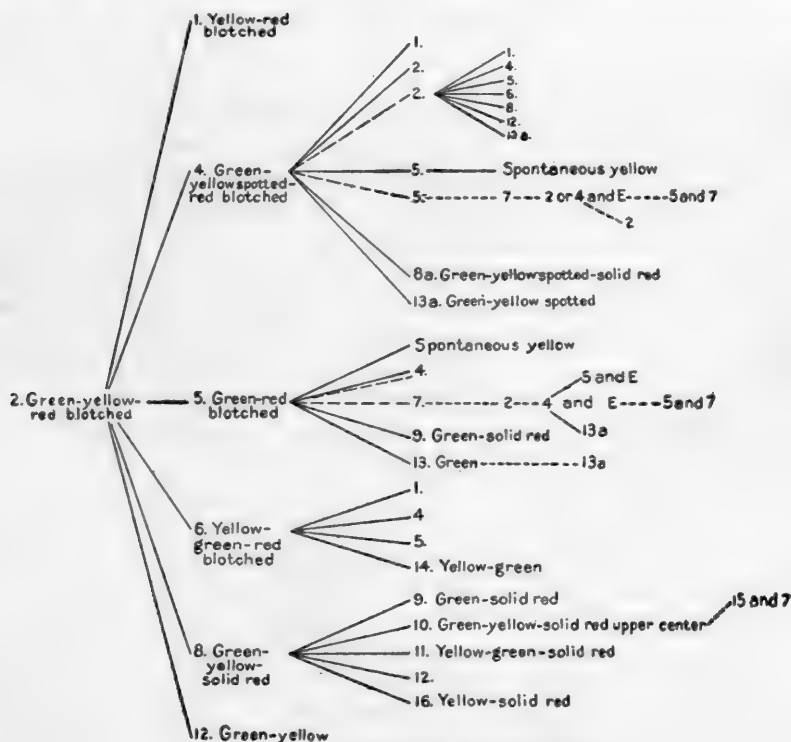 1. Yellow-red
blotched
1.
2.
2.
1.
4.
5.
6.
8.
12.
13a.
4. Green-
yellow spotted-
red blotched
5. Spontaneous yellow
5. 7 2 or 4 and E 5 and 7
2
8a. Green-yellow spotted-solid red
13a. Green-yellow spotted
Spontaneous yellow
4.
5 and E
2. Green-yellow-
red blotched
5. Green-red
blotched
7. 2 4 and E 5 and 7
13a
9. Green-solid red
13. Green 13a
6. Yellow-
green-red
blotched
1.
4
5.
14. Yellow-green
8. Green-
yellow-
solid red
9. Green-solid red
15 and 7
10. Green-yellow-solid red upper center
11. Yellow-green-solid red
12.
16. Yellow-solid red
12. Green-yellow